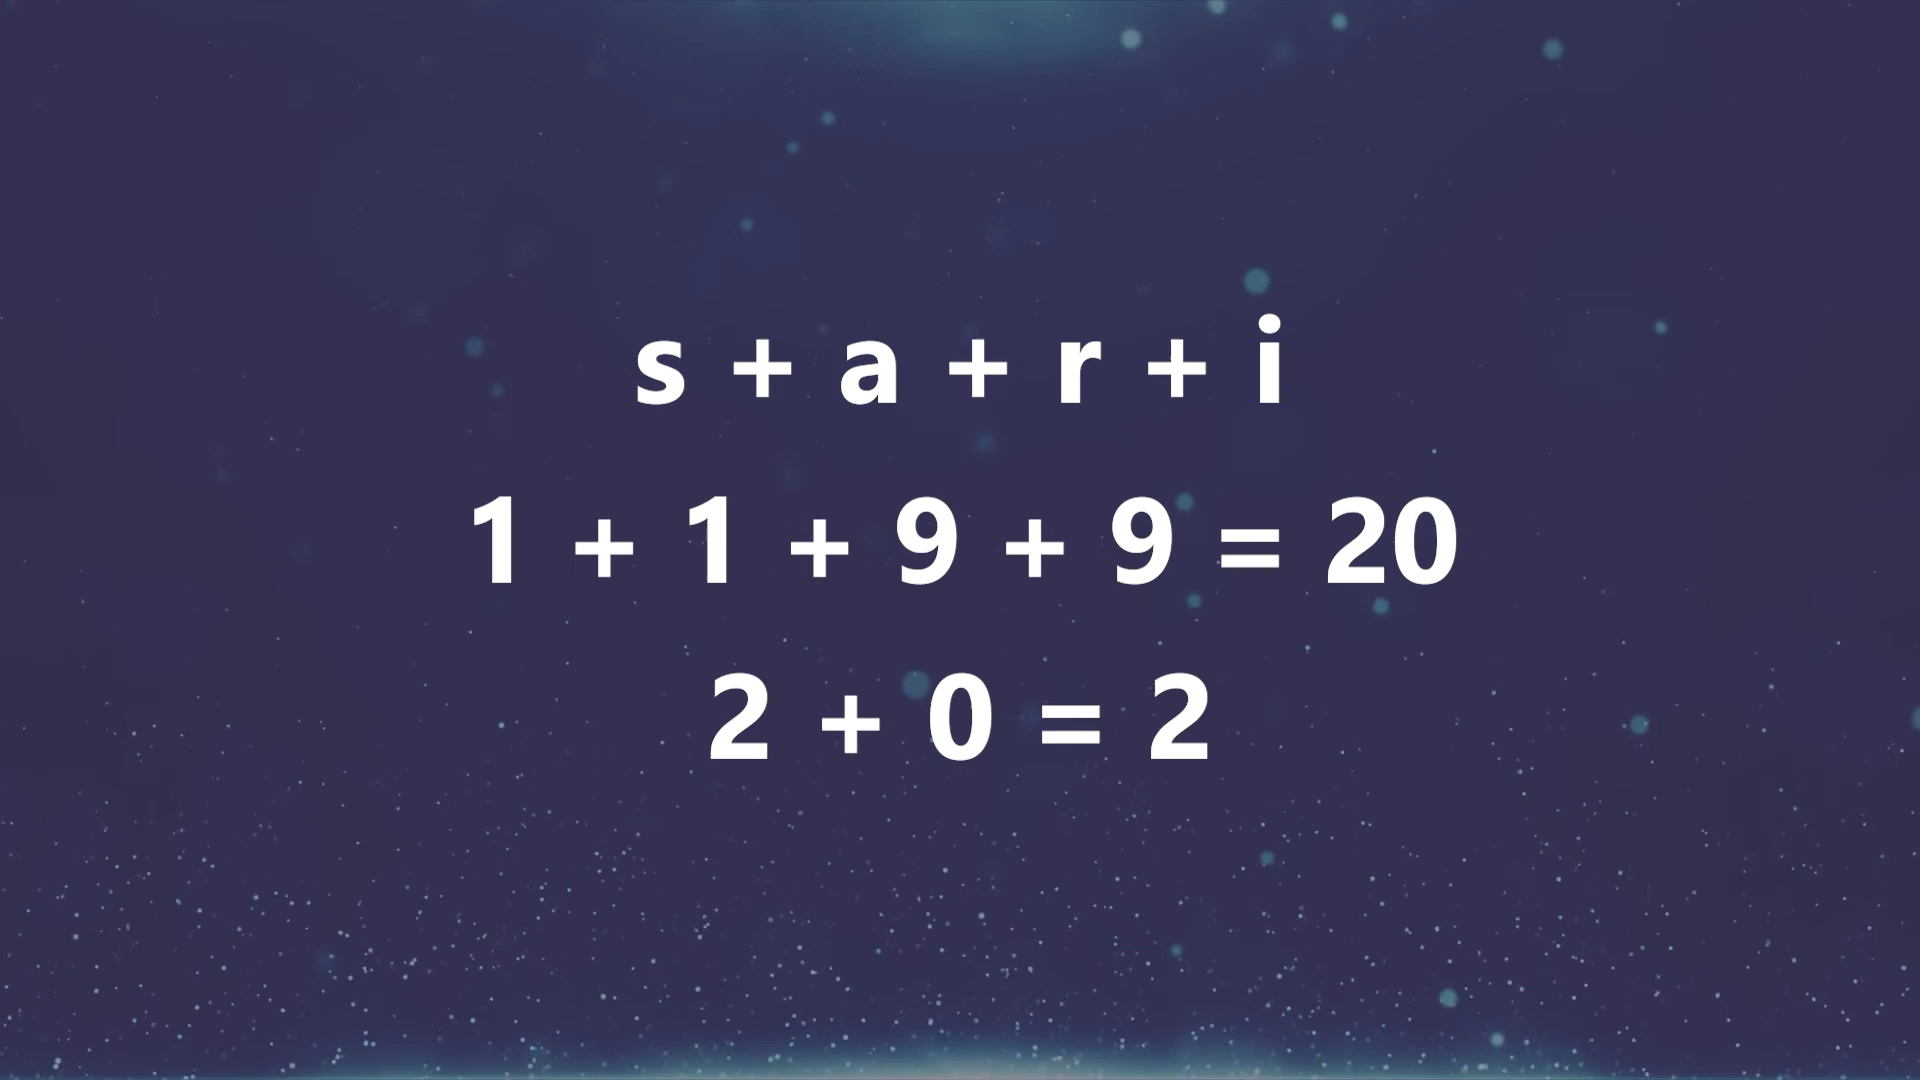 s + a + r + i
1 + 1 + 9 + 9 = 20
2 + 0 = 2